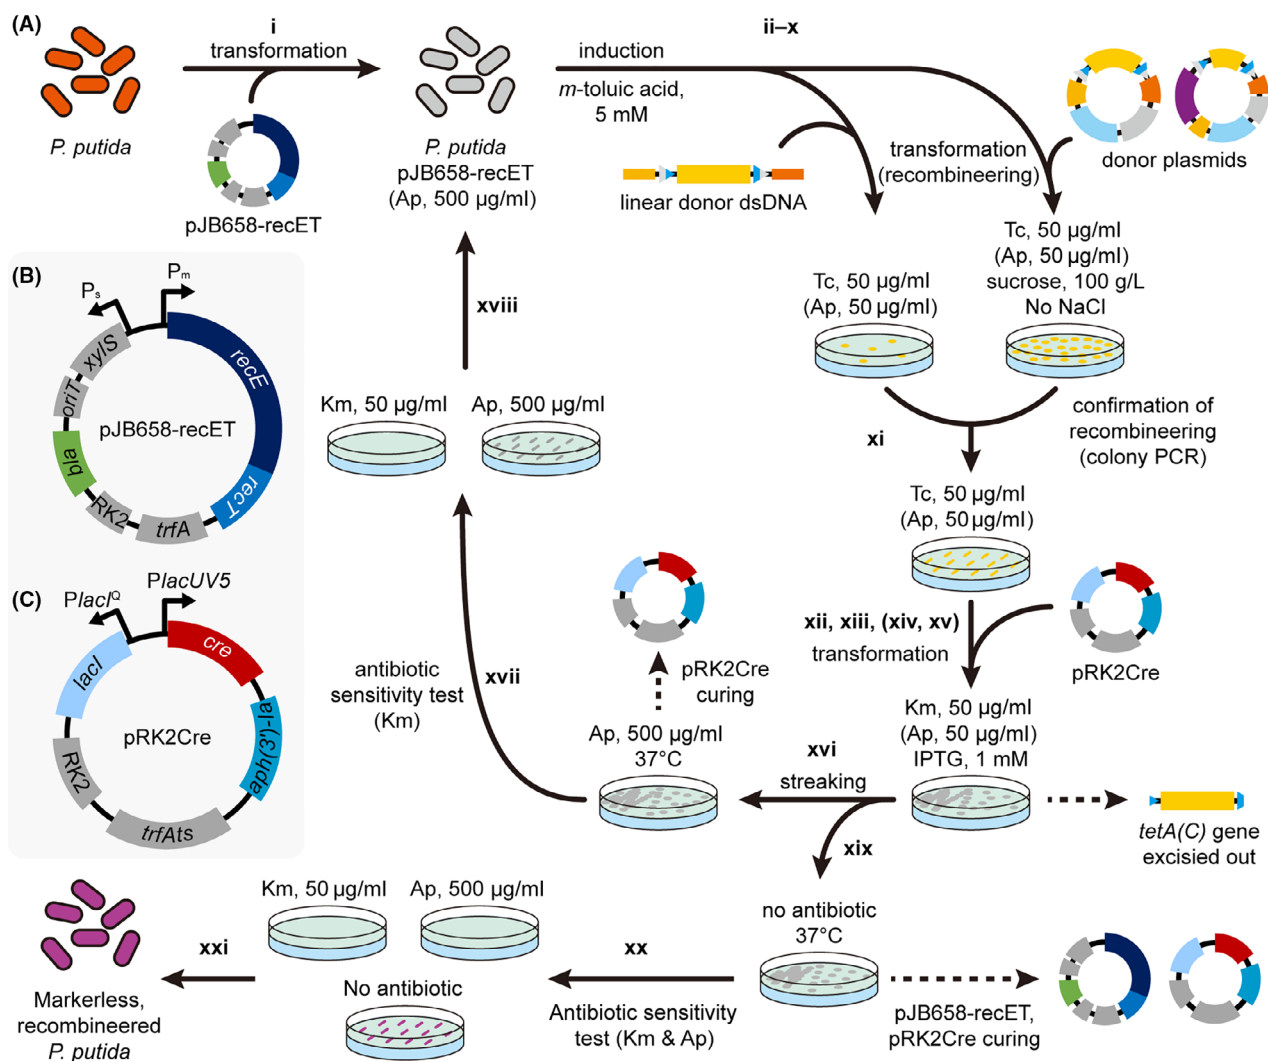 (A)
i
transformation
P. putida
pJB658-recET
P. putida
pJB658-recET
(Ap, 500 µg/ml)
ii–x
induction
m-toluic acid,
5 mM
linear donor dsDNA
transformation
(recombineering)
donor plasmids
Tc, 50 µg/ml
(Ap, 50 µg/ml)
Tc, 50 µg/ml
(Ap, 50 µg/ml)
sucrose, 100 g/L
No NaCl
xi
confirmation of
recombineering
(colony PCR)
Tc, 50 µg/ml
(Ap, 50µg/ml)
xii, xiii, (xiv, xv)
transformation
pRK2Cre
Km, 50 µg/ml
(Ap, 50 µg/ml)
IPTG, 1 mM
tetA(C) gene
excisied out
xvi
streaking
Ap, 500 µg/ml
37°C
pRK2Cre
curing
xvii
antibiotic
sensitivity test
(Km)
Km, 50 µg/ml
Ap, 500 µg/ml
xviii
xix
no antibiotic
37°C
pJB658-recET,
pRK2Cre curing
xx
Antibiotic sensitivity
test (Km & Ap)
Km, 50 µg/ml
Ap, 500 µg/ml
No antibiotic
xxi
Markerless,
recombineered
P. putida
(B)
Ps
Pm
xylS
recE
oriT
pJB658-recET
bla
recT
RK2
trfA
(C)
PlacIQ
PlacUV5
lacI
cre
pRK2Cre
aph(3')-Ia
RK2
trfAts